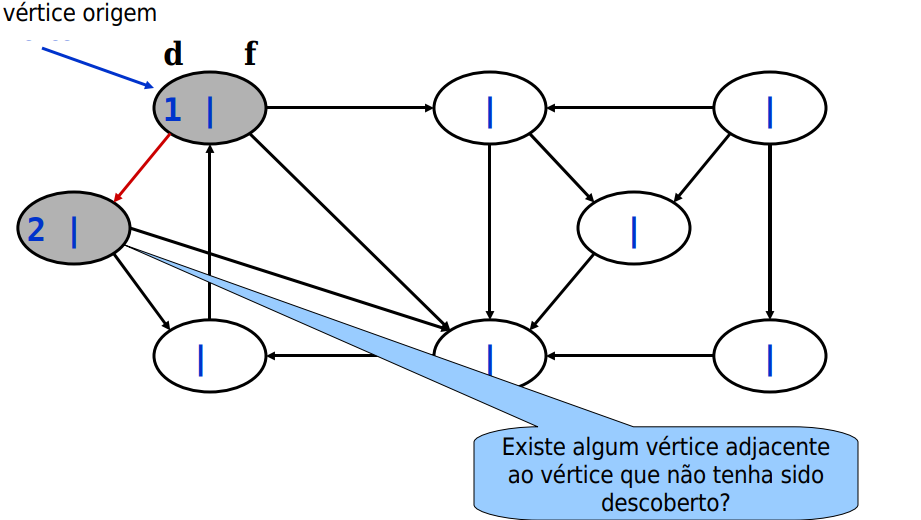 vértice origem
d f
1 | | |
2 | |
| | |
Existe algum vértice adjacente
ao vértice que não tenha sido
descoberto?